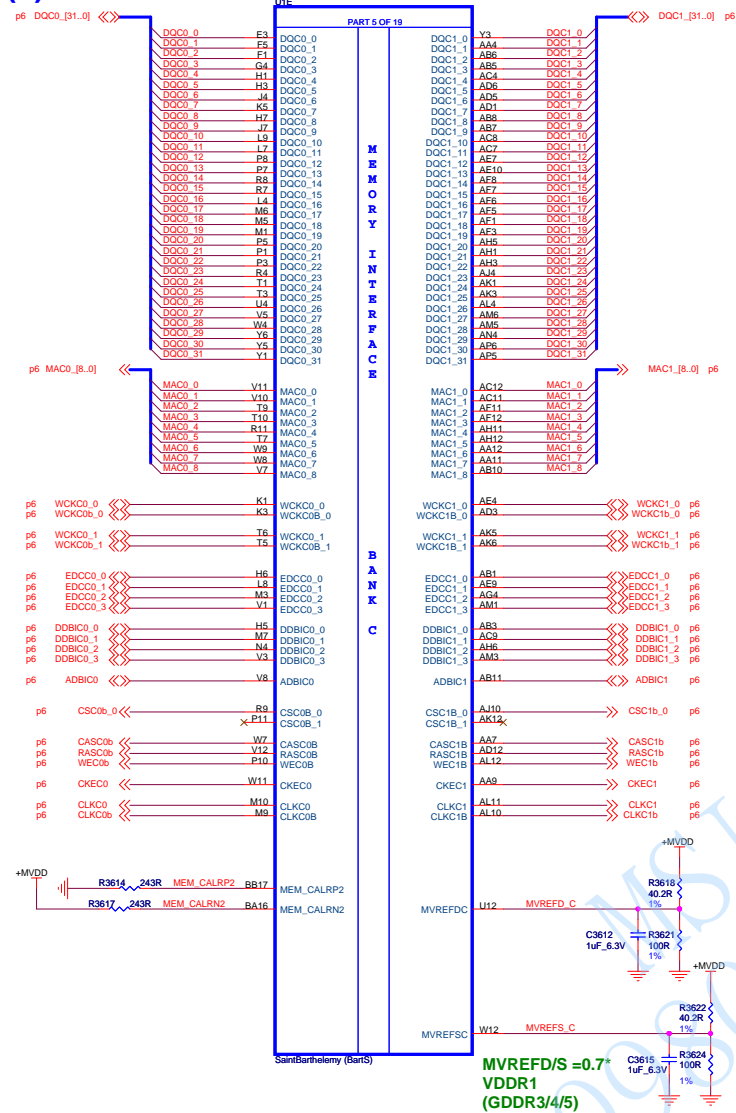 U1E
p6 DQC0_[31..0] PART 5 OF 19 DQC1_[31..0] p6
DQC0_0 E3 DQC0_0 DQC1_0 Y3 DQC1_0
DQC0_1 F5 DQC0_1 DQC1_1 AA4 DQC1_1
DQC0_2 F1 DQC0_2 DQC1_2 AB6 DQC1_2
DQC0_3 G4 DQC0_3 DQC1_3 AB5 DQC1_3
DQC0_4 H1 DQC0_4 DQC1_4 AC4 DQC1_4
DQC0_5 H3 DQC0_5 DQC1_5 AD6 DQC1_5
DQC0_6 J4 DQC0_6 DQC1_6 AD5 DQC1_6
DQC0_7 K5 DQC0_7 DQC1_7 AD1 DQC1_7
DQC0_8 H7 DQC0_8 DQC1_8 AB8 DQC1_8
DQC0_9 J7 DQC0_9 DQC1_9 AB7 DQC1_9
DQC0_10 L9 DQC0_10 DQC1_10 AC8 DQC1_10
DQC0_11 L7 DQC0_11 DQC1_11 AC7 DQC1_11
DQC0_12 P8 DQC0_12 DQC1_12 AE7 DQC1_12
DQC0_13 P7 DQC0_13 DQC1_13 AE10 DQC1_13
DQC0_14 R8 DQC0_14 DQC1_14 AF8 DQC1_14
DQC0_15 R7 DQC0_15 DQC1_15 AF7 DQC1_15
DQC0_16 L4 DQC0_16 DQC1_16 AF6 DQC1_16
DQC0_17 M6 DQC0_17 DQC1_17 AF5 DQC1_17
DQC0_18 M5 DQC0_18 DQC1_18 AF1 DQC1_18
DQC0_19 M1 DQC0_19 DQC1_19 AF3 DQC1_19
DQC0_20 P5 DQC0_20 DQC1_20 AH5 DQC1_20
DQC0_21 P1 DQC0_21 DQC1_21 AH1 DQC1_21
DQC0_22 P3 DQC0_22 DQC1_22 AH3 DQC1_22
DQC0_23 R4 DQC0_23 DQC1_23 AJ4 DQC1_23
DQC0_24 T1 DQC0_24 DQC1_24 AK1 DQC1_24
DQC0_25 T3 DQC0_25 DQC1_25 AK3 DQC1_25
DQC0_26 U4 DQC0_26 DQC1_26 AL4 DQC1_26
DQC0_27 V5 DQC0_27 DQC1_27 AM6 DQC1_27
DQC0_28 W4 DQC0_28 DQC1_28 AM5 DQC1_28
DQC0_29 Y6 DQC0_29 DQC1_29 AN4 DQC1_29
DQC0_30 Y5 DQC0_30 DQC1_30 AP6 DQC1_30
DQC0_31 Y1 DQC0_31 DQC1_31 AP5 DQC1_31
MEMORY INTERFACE BANK C
p6 MAC0_[8..0] MAC1_[8..0] p6
MAC0_0 V11 MAC0_0 MAC1_0 AC12 MAC1_0
MAC0_1 V10 MAC0_1 MAC1_1 AC11 MAC1_1
MAC0_2 T9 MAC0_2 MAC1_2 AF11 MAC1_2
MAC0_3 T10 MAC0_3 MAC1_3 AF12 MAC1_3
MAC0_4 R11 MAC0_4 MAC1_4 AH11 MAC1_4
MAC0_5 T7 MAC0_5 MAC1_5 AH12 MAC1_5
MAC0_6 W9 MAC0_6 MAC1_6 AA12 MAC1_6
MAC0_7 W8 MAC0_7 MAC1_7 AA11 MAC1_7
MAC0_8 V7 MAC0_8 MAC1_8 AB10 MAC1_8
p6 WCKC0_0 K1 WCKC0_0 WCKC1_0 AE4 WCKC1_0 p6
p6 WCKC0b_0 K3 WCKC0B_0 WCKC1B_0 AD3 WCKC1b_0 p6
p6 WCKC0_1 T6 WCKC0_1 WCKC1_1 AK5 WCKC1_1 p6
p6 WCKC0b_1 T5 WCKC0B_1 WCKC1B_1 AK6 WCKC1b_1 p6
p6 EDCC0_0 H6 EDCC0_0 EDCC1_0 AB1 EDCC1_0 p6
p6 EDCC0_1 L8 EDCC0_1 EDCC1_1 AE9 EDCC1_1 p6
p6 EDCC0_2 M3 EDCC0_2 EDCC1_2 AG4 EDCC1_2 p6
p6 EDCC0_3 V1 EDCC0_3 EDCC1_3 AM1 EDCC1_3 p6
p6 DDBIC0_0 H5 DDBIC0_0 DDBIC1_0 AB3 DDBIC1_0 p6
p6 DDBIC0_1 M7 DDBIC0_1 DDBIC1_1 AC9 DDBIC1_1 p6
p6 DDBIC0_2 N4 DDBIC0_2 DDBIC1_2 AH6 DDBIC1_2 p6
p6 DDBIC0_3 V3 DDBIC0_3 DDBIC1_3 AM3 DDBIC1_3 p6
p6 ADBIC0 V8 ADBIC0 ADBIC1 AB11 ADBIC1 p6
p6 CSC0b_0 R9 CSC0B_0 CSC1B_0 AJ10 CSC1b_0 p6
P11 CSC0B_1 CSC1B_1 AK12
p6 CASC0b W7 CASC0B CASC1B AA7 CASC1b p6
p6 RASC0b V12 RASC0B RASC1B AD12 RASC1b p6
p6 WEC0b P10 WEC0B WEC1B AL12 WEC1b p6
p6 CKEC0 W11 CKEC0 CKEC1 AA9 CKEC1 p6
p6 CLKC0 M10 CLKC0 CLKC1 AL11 CLKC1 p6
p6 CLKC0b M9 CLKC0B CLKC1B AL10 CLKC1b p6
+MVDD
R3614 243R MEM_CALRP2 BB17 MEM_CALRP2
R3617 243R MEM_CALRN2 BA16 MEM_CALRN2
+MVDD
R3618
40.2R
1%
MVREFDC U12 MVREFD_C
C3612
1uF_6.3V
R3621
100R
1%
+MVDD
R3622
40.2R
1%
MVREFSC W12 MVREFS_C
C3615
1uF_6.3V
R3624
100R
1%
SaintBarthelemy (BartS)
MVREFD/S =0.7*
VDDR1
(GDDR3/4/5)
MSI